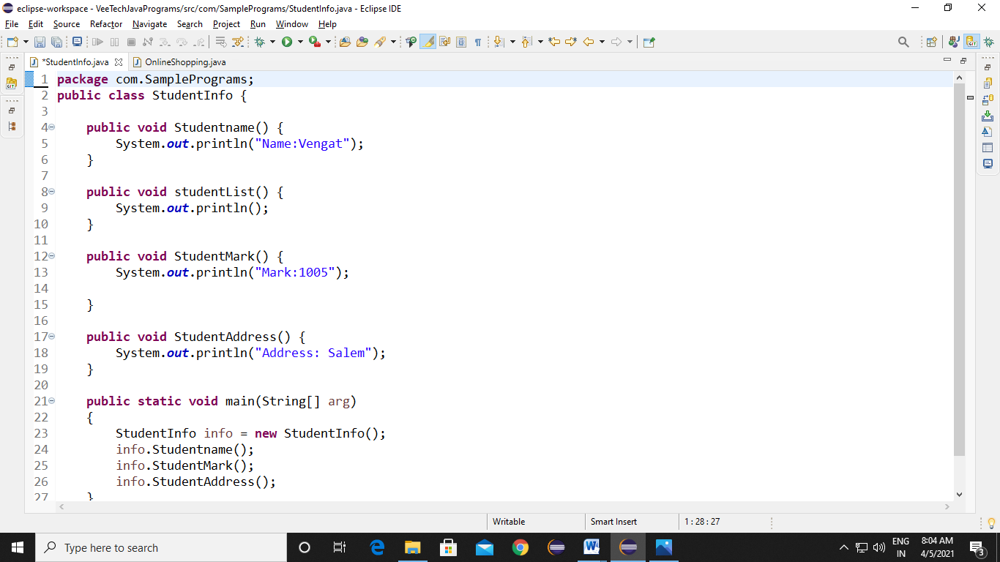 eclipse-workspace - VeeTechJavaPrograms/src/com/SamplePrograms/StudentInfo.java - Eclipse IDE
File Edit Source Refactor Navigate Search Project Run Window Help
*StudentInfo.java OnlineShopping.java
1 package com.SamplePrograms;
2 public class StudentInfo {
3
4 public void Studentname() {
5 System.out.println("Name:Vengat");
6 }
7
8 public void studentList() {
9 System.out.println();
10 }
11
12 public void StudentMark() {
13 System.out.println("Mark:1005");
14
15 }
16
17 public void StudentAddress() {
18 System.out.println("Address: Salem");
19 }
20
21 public static void main(String[] arg)
22 {
23 StudentInfo info = new StudentInfo();
24 info.Studentname();
25 info.StudentMark();
26 info.StudentAddress();
27 }
Writable Smart Insert 1 : 28 : 27
Type here to search
ENG 8:04 AM
IN 4/5/2021 3